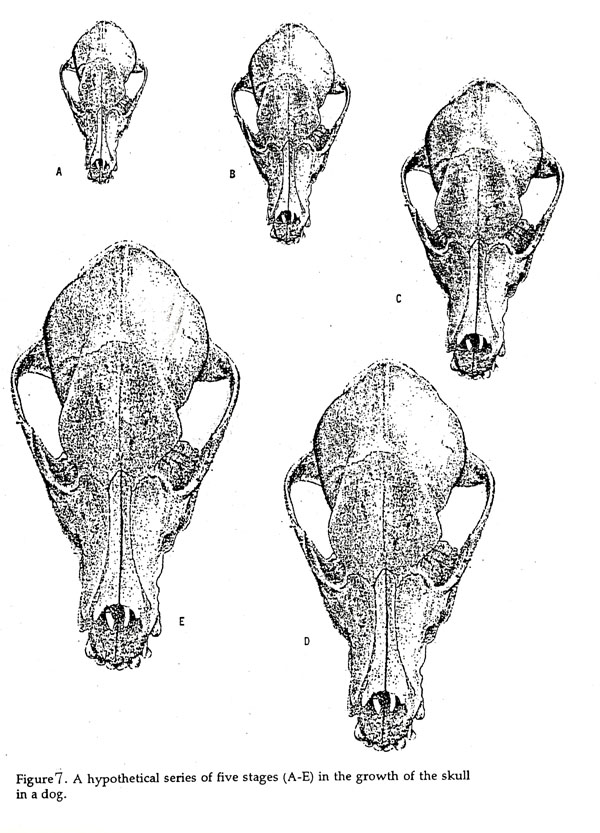 A
B
C
E
D
Figure 7. A hypothetical series of five stages (A-E) in the growth of the skull
in a dog.